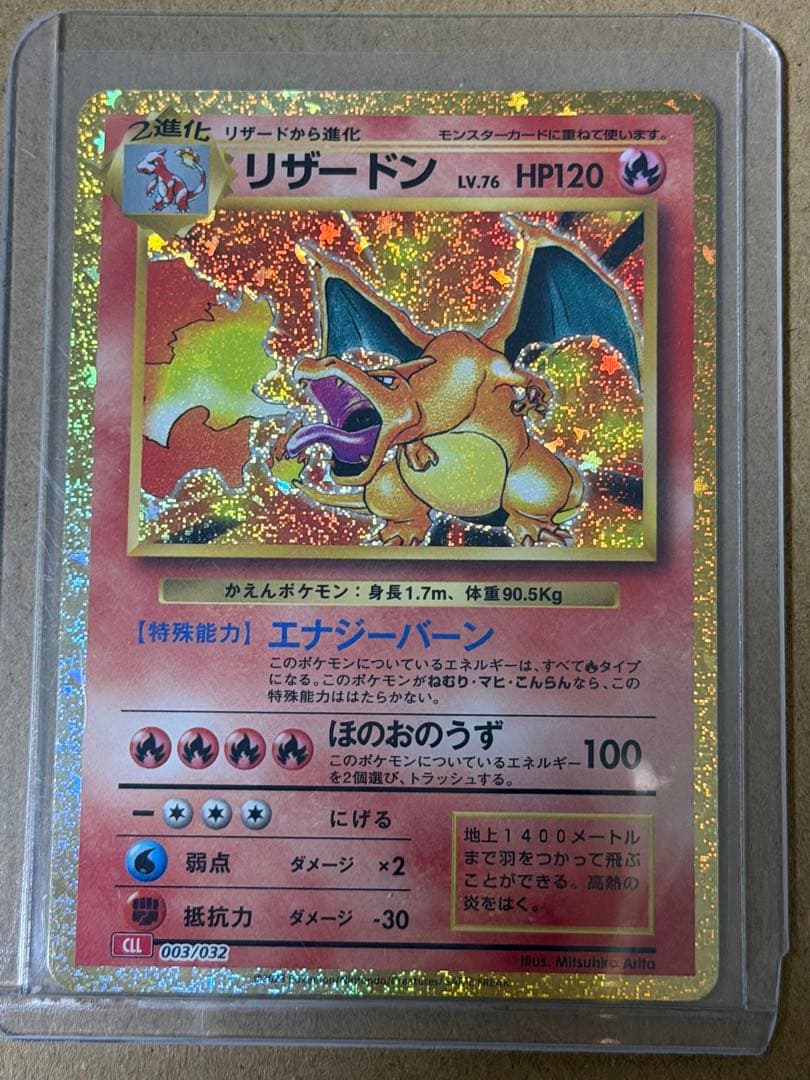 2進化 リザードから進化 モンスターカードに重ねて使います。
リザードン LV.76 HP120
かえんポケモン：身長1.7m、体重90.5Kg
【特殊能力】エナジーバーン
このポケモンについているエネルギーは、すべてタイプ
になる。このポケモンがねむり・マヒ・こんらんなら、この
特殊能力ははたらかない。
ほのおのうず 100
このポケモンについているエネルギー
を2個選び、トラッシュする。
にげる
弱点 ダメージ ×2
抵抗力 ダメージ -30
地上1400メートル
まで羽をつかって飛ぶ
ことができる。高熱の
炎をはく。
CLL 003/032
Illus. Mitsuhiro Arita
©2023 Pokémon/Nintendo/Creatures/GAME FREAK